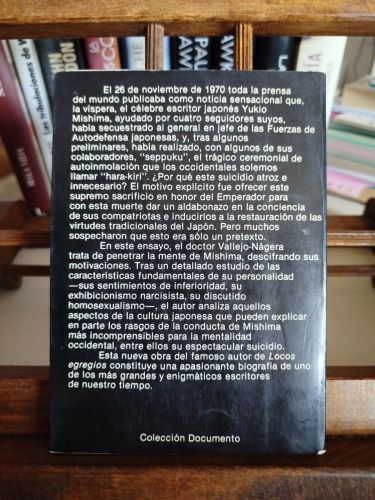 El 26 de noviembre de 1970 toda la prensa
del mundo publicaba como noticia sensacional que,
la víspera, el célebre escritor japonés Yukio
Mishima, ayudado por cuatro seguidores suyos,
había secuestrado al general en jefe de las Fuerzas de
Autodefensa japonesas, y, tras algunos
preliminares, había realizado, con algunos de sus
colaboradores, "seppuku", el trágico ceremonial de
autoinmolación que los occidentales solemos
llamar "hara-kiri". ¿Por qué este suicidio atroz e
innecesario? El motivo explícito fue ofrecer este
supremo sacrificio en honor del Emperador para
con esta muerte dar un aldabonazo en la conciencia
de sus compatriotas e inducirlos a la restauración de las
virtudes tradicionales del Japón. Pero muchos
sospecharon que esto era sólo un pretexto.
En este ensayo, el doctor Vallejo-Nágera
trata de penetrar la mente de Mishima, descifrando sus
motivaciones. Tras un detallado estudio de las
características fundamentales de su personalidad
—sus sentimientos de inferioridad, su
exhibicionismo narcisista, su discutido
homosexualismo—, el autor analiza aquellos
aspectos de la cultura japonesa que pueden explicar
en parte los rasgos de la conducta de Mishima
más incomprensibles para la mentalidad
occidental, entre ellos su espectacular suicidio.
Esta nueva obra del famoso autor de Locos
egregios constituye una apasionante biografía de uno
de los más grandes y enigmáticos escritores
de nuestro tiempo.
Colección Documento